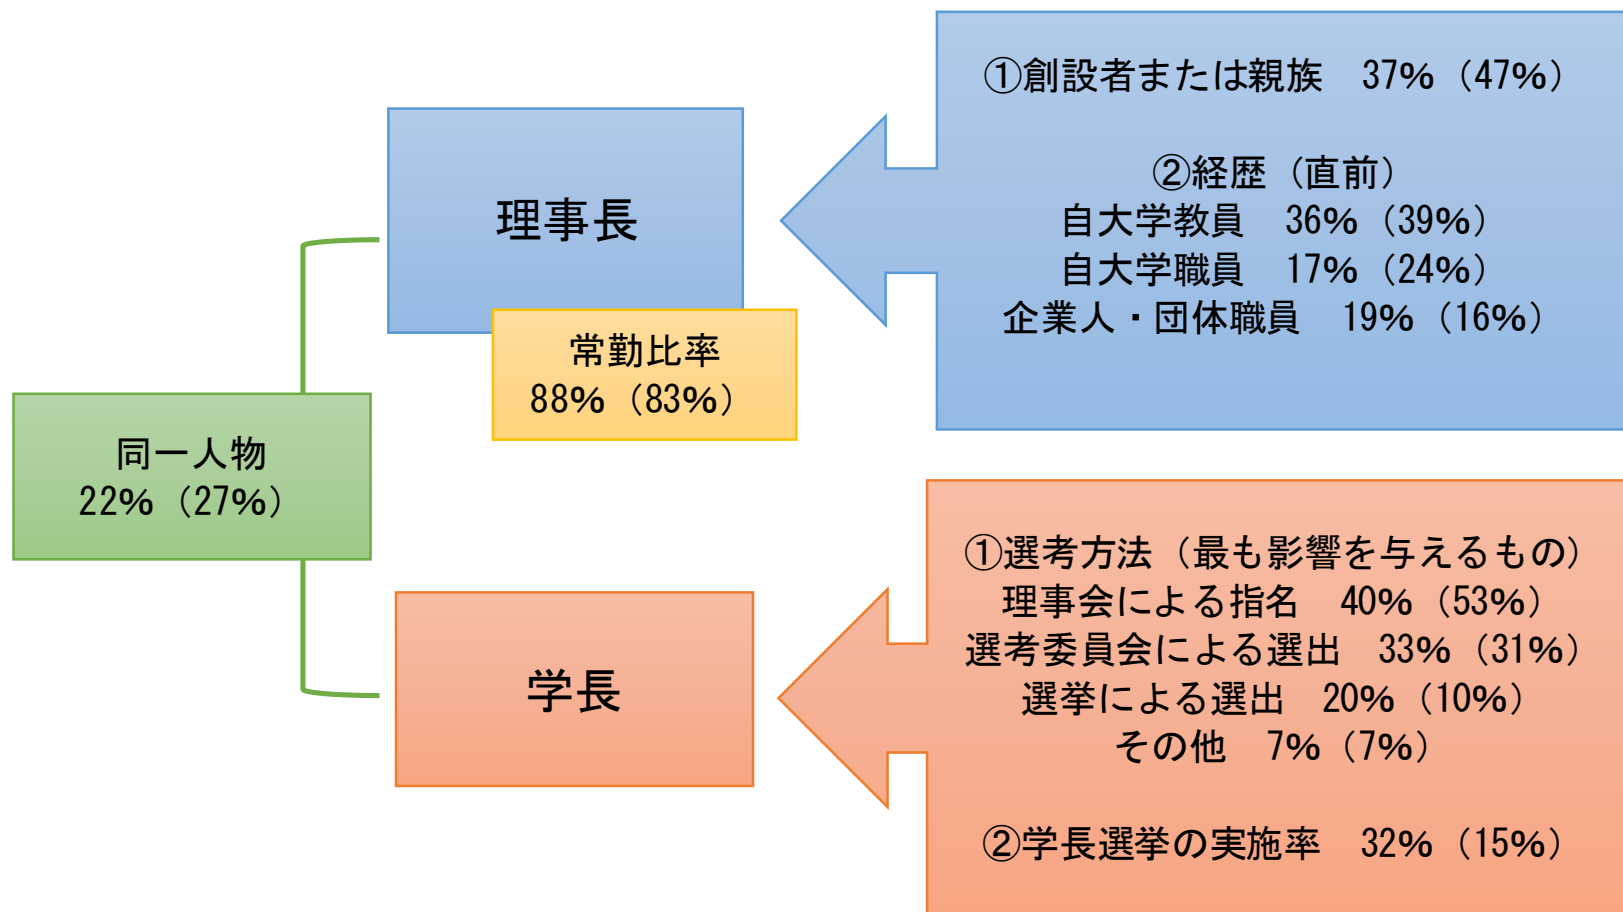 ①創設者または親族　37%（47%）
②経歴（直前）
自大学教員　36%（39%）
自大学職員　17%（24%）
企業人・団体職員　19%（16%）
理事長
常勤比率
88%（83%）
同一人物
22%（27%）
学長
①選考方法（最も影響を与えるもの）
理事会による指名　40%（53%）
選考委員会による選出　33%（31%）
選挙による選出　20%（10%）
その他　7%（7%）
②学長選挙の実施率　32%（15%）